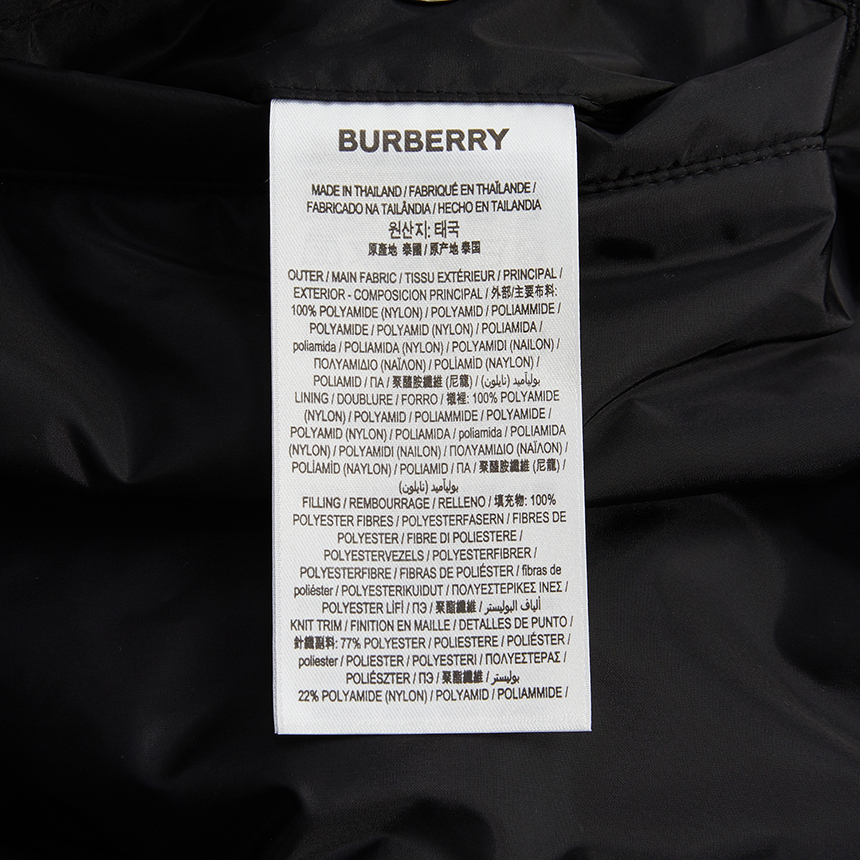 BURBERRY
MADE IN THAILAND / FABRIQUÉ EN THAÏLANDE /
FABRICADO NA TAILÂNDIA / HECHO EN TAILANDIA
원산지: 태국
原產地 泰國 / 原产地 泰国
OUTER / MAIN FABRIC / TISSU EXTÉRIEUR / PRINCIPAL /
EXTERIOR - COMPOSICION PRINCIPAL / 外部/主要布料:
100% POLYAMIDE (NYLON) / POLYAMID / POLIAMMIDE /
POLYAMIDE / POLYAMID (NYLON) / POLIAMIDA /
poliamida / POLIAMIDA (NYLON) / POLYAMIDI (NAILON) /
ΠΟΛΥΑΜΙΔΙΟ (ΝΑΪΛΟΝ) / POLİAMİD (NAYLON) /
POLIAMID / ПА / 聚醯胺纖維 (尼龍) / بوليآميد (نايلون)
LINING / DOUBLURE / FORRO / 襯裡: 100% POLYAMIDE
(NYLON) / POLYAMID / POLIAMMIDE / POLYAMIDE /
POLYAMID (NYLON) / POLIAMIDA / poliamida / POLIAMIDA
(NYLON) / POLYAMIDI (NAILON) / ΠΟΛΥΑΜΙΔΙΟ (ΝΑΪΛΟΝ) /
POLİAMİD (NAYLON) / POLIAMID / ПА / 聚醯胺纖維 (尼龍) /
بوليآميد (نايلون)
FILLING / REMBOURRAGE / RELLENO / 填充物: 100%
POLYESTER FIBRES / POLYESTERFASERN / FIBRES DE
POLYESTER / FIBRE DI POLIESTERE /
POLYESTERVEZELS / POLYESTERFIBRER /
POLYESTERFIBRE / FIBRAS DE POLIÉSTER / fibras de
poliéster / POLYESTERIKUIDUT / ΠΟΛΥΕΣΤΕΡΙΚΕΣ ΙΝΕΣ /
POLYESTER LİFİ / ПЭ / 聚酯纖維 / ألياف البوليستر /
KNIT TRIM / FINITION EN MAILLE / DETALLES DE PUNTO /
針織副料: 77% POLYESTER / POLIESTERE / POLIÉSTER /
poliester / POLIESTER / POLYESTERI / ΠΟΛΥΕΣΤΕΡΑΣ /
POLIÉSZTER / ПЭ / 聚酯纖維 / بوليستر /
22% POLYAMIDE (NYLON) / POLYAMID / POLIAMMIDE /